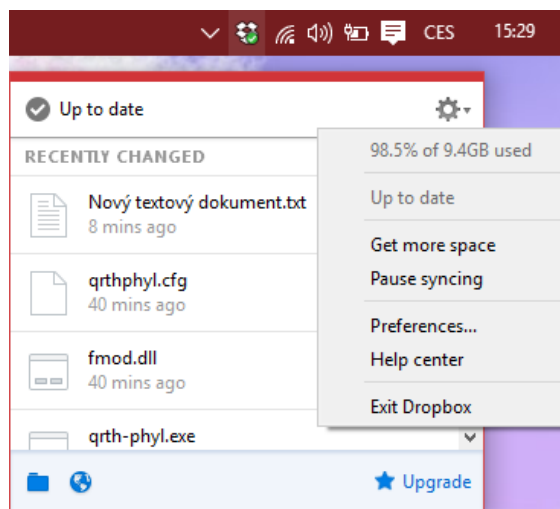 CES
15:29
Up to date
RECENTLY CHANGED
Nový textový dokument.txt
8 mins ago
qrthphyl.cfg
40 mins ago
fmod.dll
40 mins ago
qrth-phyl.exe
Upgrade
98.5% of 9.4GB used
Up to date
Get more space
Pause syncing
Preferences...
Help center
Exit Dropbox